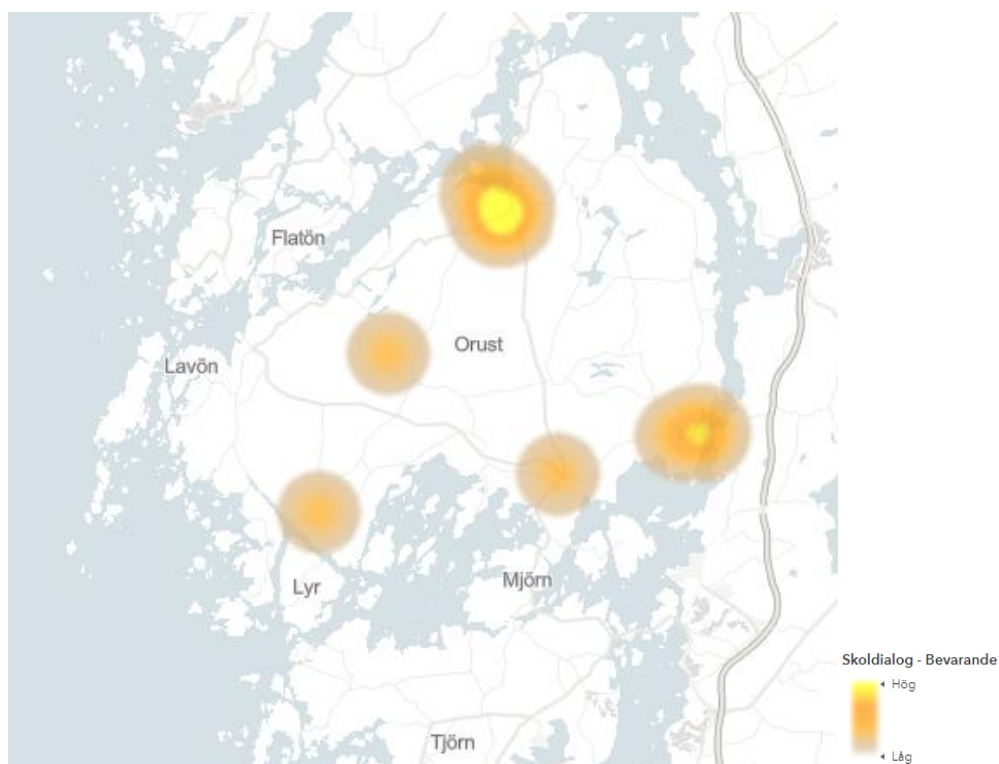 Flatön
Orust
Lavön
Lyr
Mjörn
Tjörn
Skoldialog - Bevarande
Hög
Låg